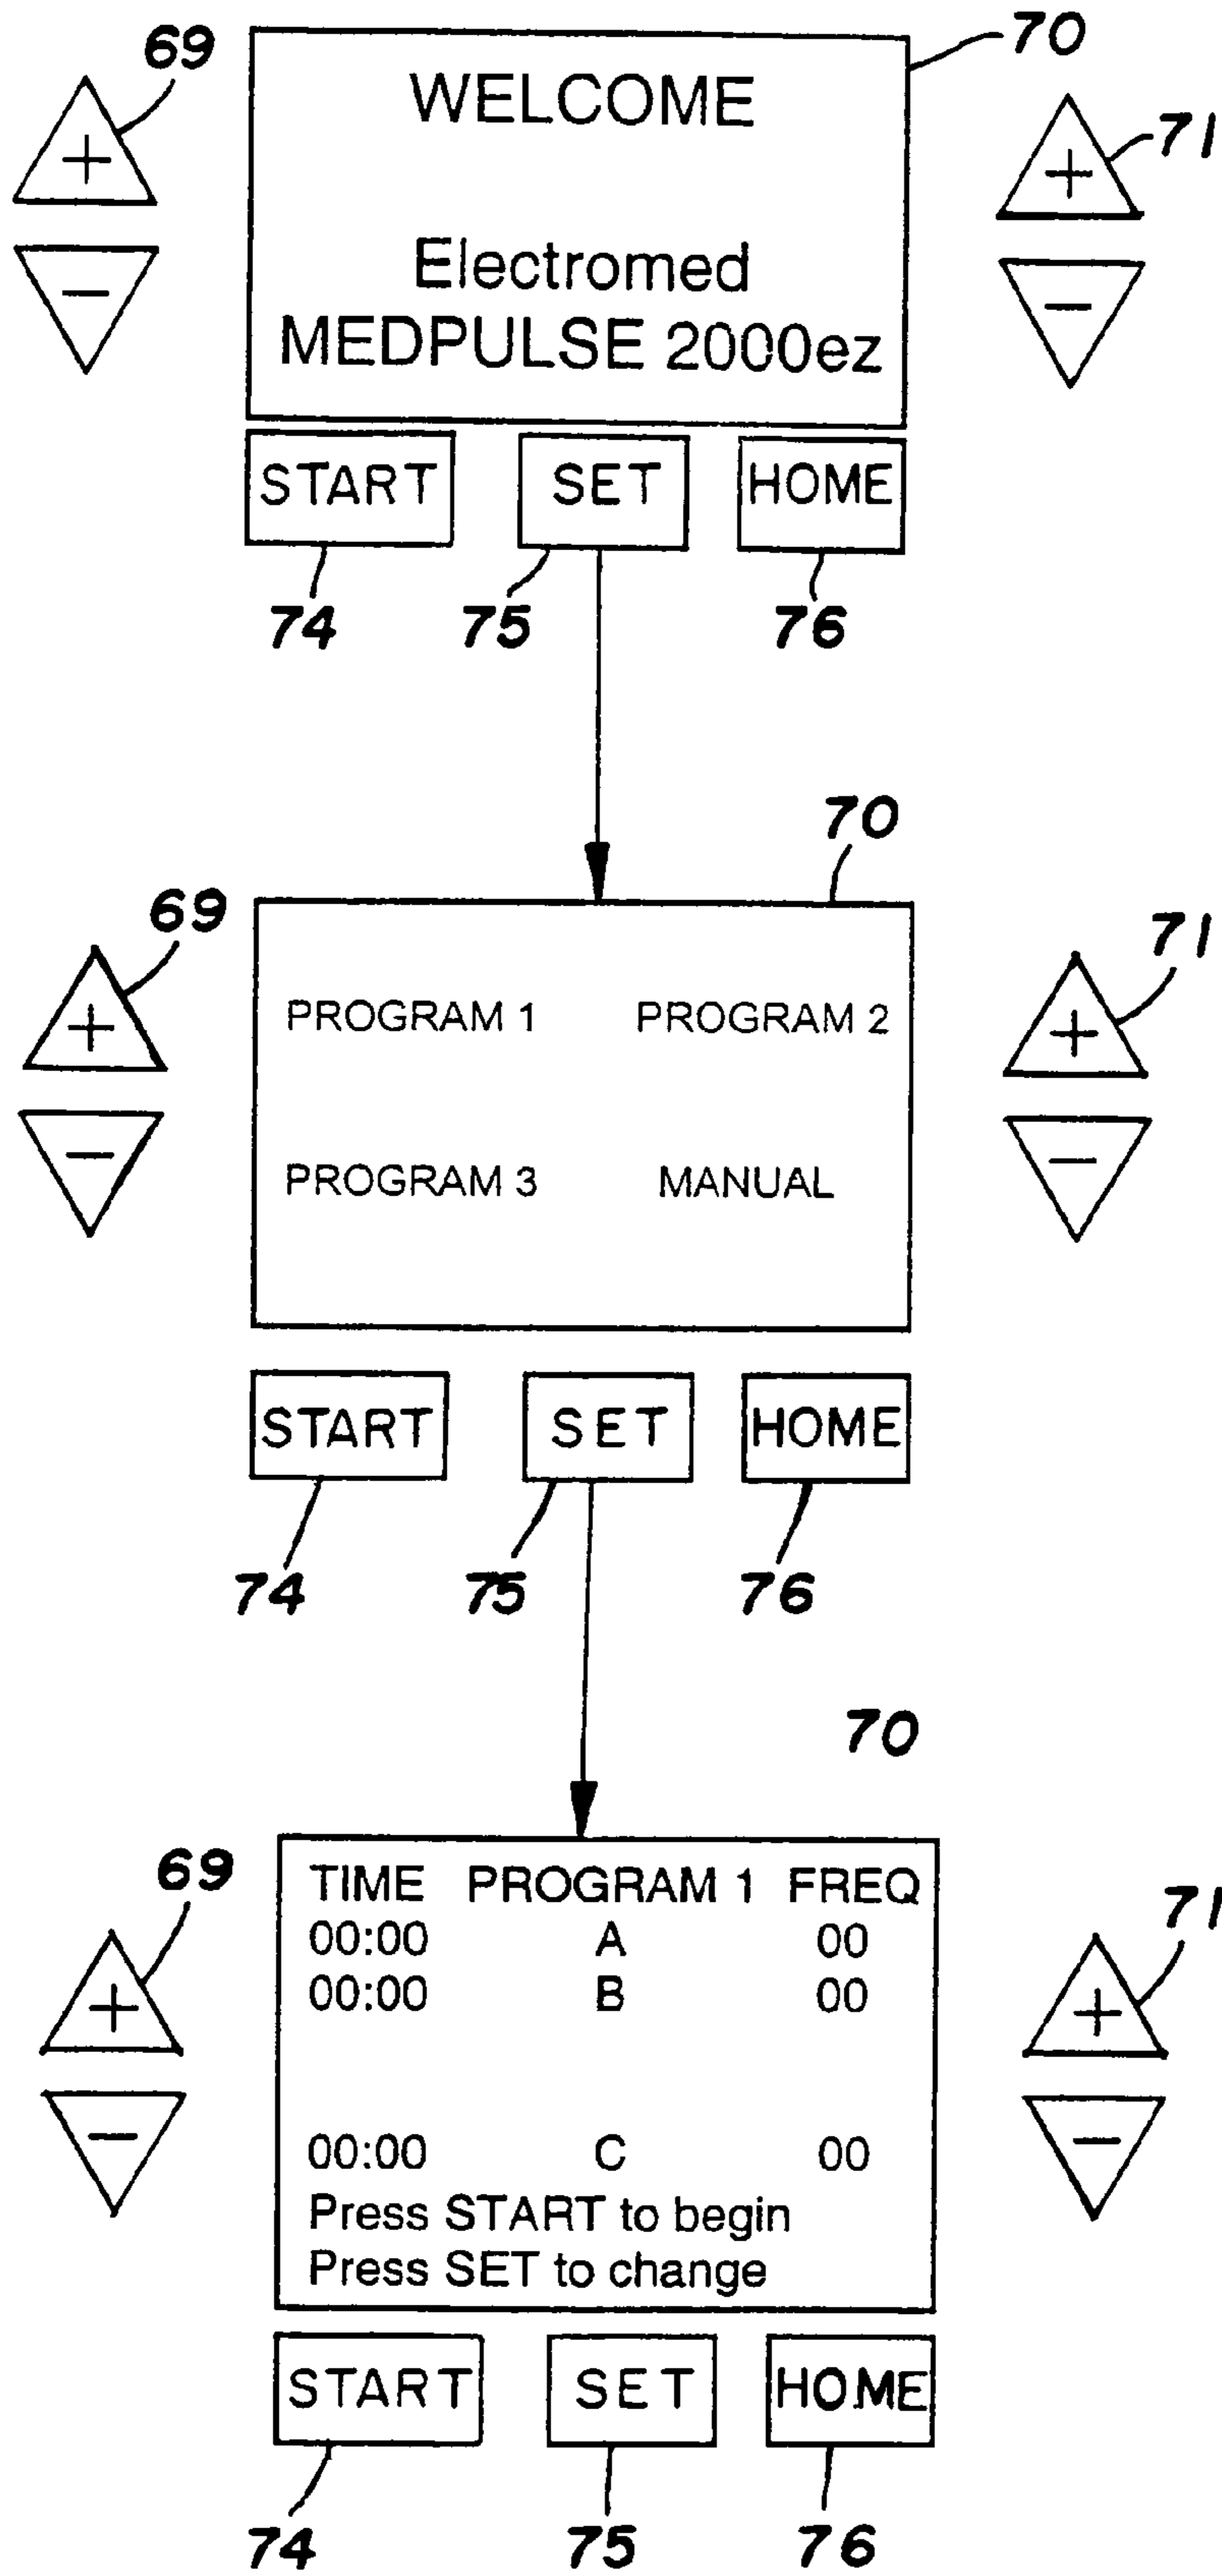 69
70
WELCOME
71
+
+
Electromed
−
−
MEDPULSE 2000ez
START SET HOME
74 75 76
70
69
71
PROGRAM 1 PROGRAM 2
+
+
−
−
PROGRAM 3 MANUAL
START SET HOME
74 75 76
70
69
71
TIME PROGRAM 1 FREQ
00:00 A 00
00:00 B 00
+
+
−
−
00:00 C 00
Press START to begin
Press SET to change
START SET HOME
74 75 76